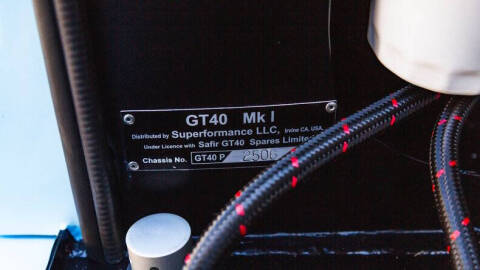 GT40 Mk I
Distributed by Superformance LLC, Irvine CA, USA.
Under Licence with Safir GT40 Spares Limited
Chassis No. GT40 P 2506